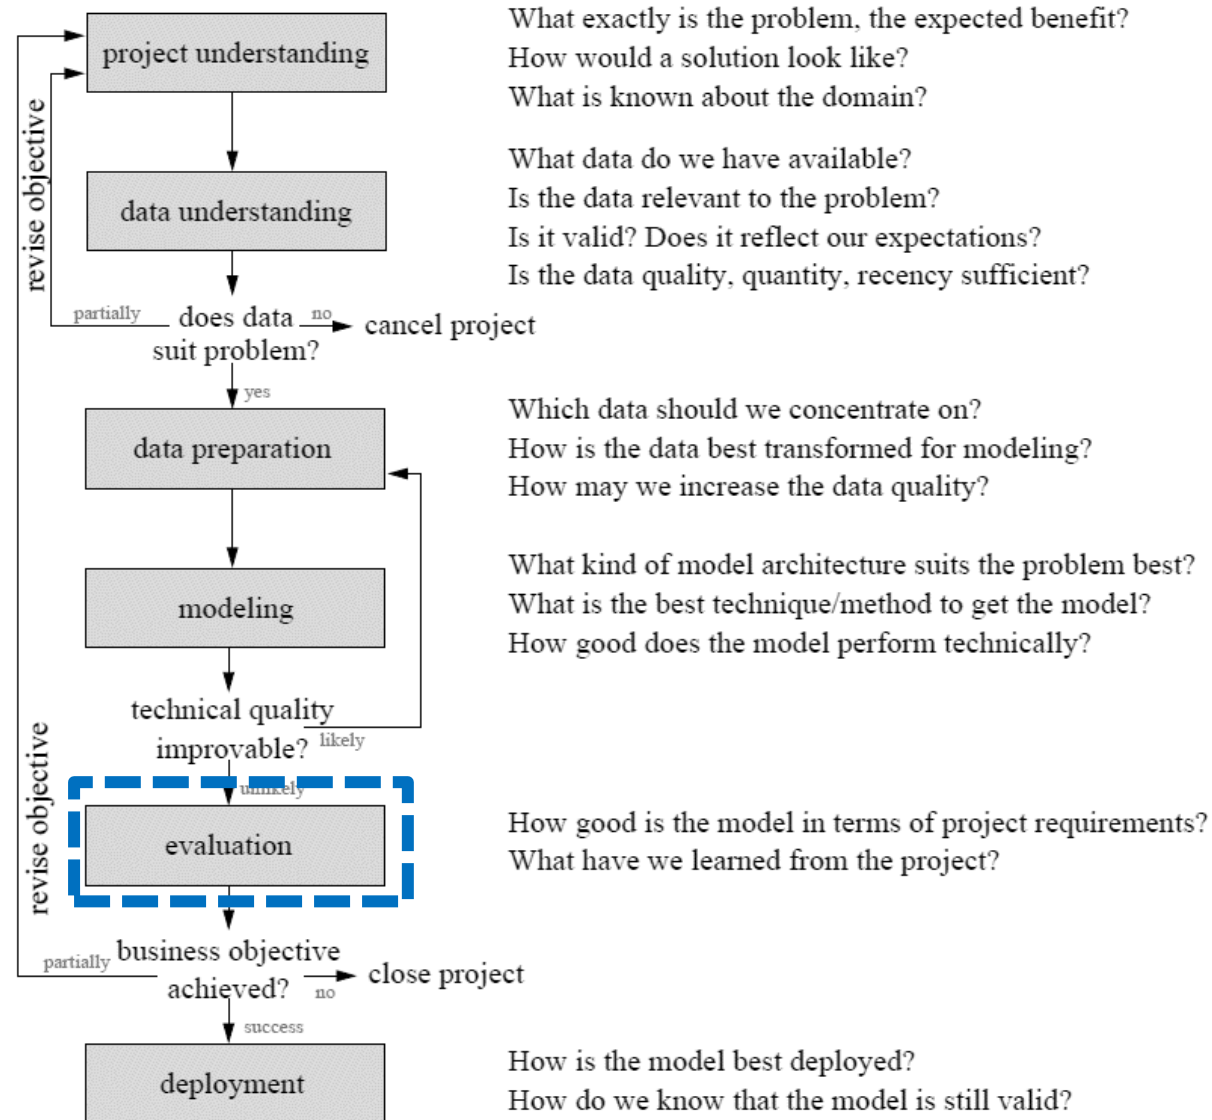 project understanding
What exactly is the problem, the expected benefit?
How would a solution look like?
What is known about the domain?
revise objective
data understanding
What data do we have available?
Is the data relevant to the problem?
Is it valid? Does it reflect our expectations?
Is the data quality, quantity, recency sufficient?
partially
does data
suit problem?
no
cancel project
yes
data preparation
Which data should we concentrate on?
How is the data best transformed for modeling?
How may we increase the data quality?
modeling
What kind of model architecture suits the problem best?
What is the best technique/method to get the model?
How good does the model perform technically?
technical quality
improvable?
likely
unlikely
revise objective
evaluation
How good is the model in terms of project requirements?
What have we learned from the project?
partially
business objective
achieved?
no
close project
success
deployment
How is the model best deployed?
How do we know that the model is still valid?